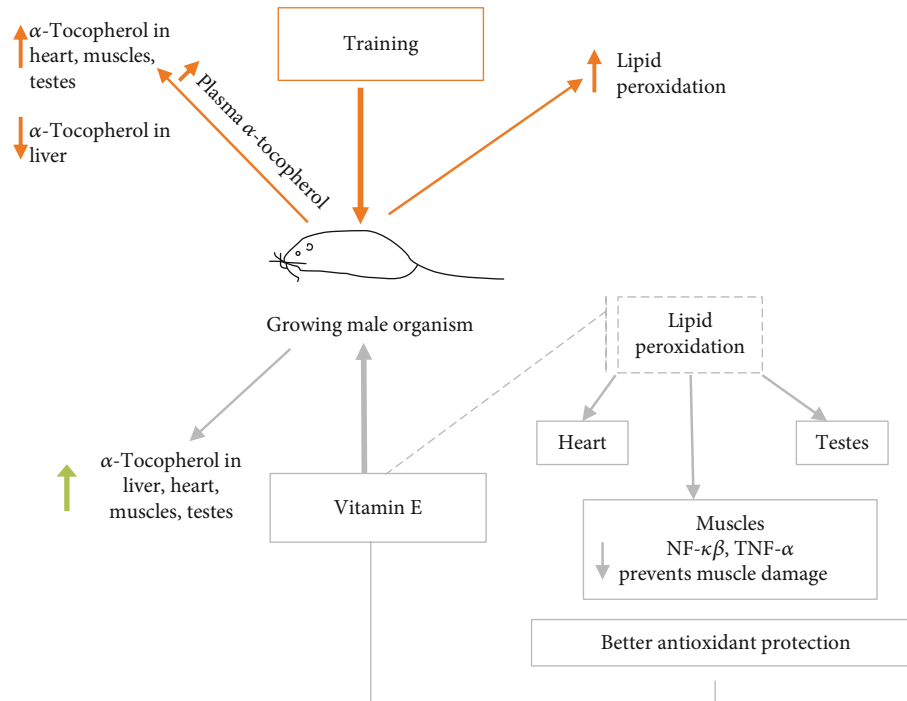 α-Tocopherol in
heart, muscles,
testes
α-Tocopherol in
liver
Plasma α-tocopherol
Training
Lipid
peroxidation
Growing male organism
α-Tocopherol in
liver, heart,
muscles, testes
Vitamin E
Lipid
peroxidation
Heart
Testes
Muscles
NF-κβ, TNF-α
prevents muscle damage
Better antioxidant protection